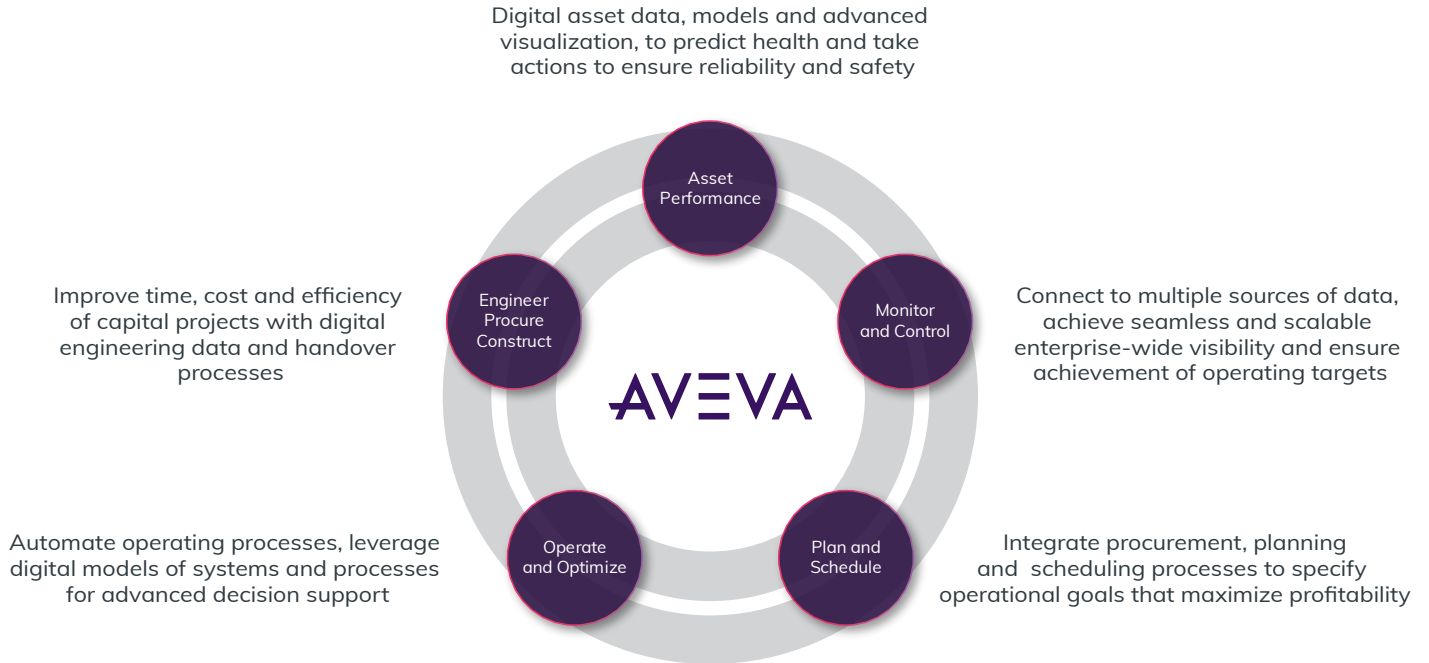 Digital asset data, models and advanced
visualization, to predict health and take
actions to ensure reliability and safety
Asset
Performance
Improve time, cost and efficiency
of capital projects with digital
engineering data and handover
processes
Engineer
Procure
Construct
Monitor
and Control
Connect to multiple sources of data,
achieve seamless and scalable
enterprise-wide visibility and ensure
achievement of operating targets
AVEVA
Automate operating processes, leverage
digital models of systems and processes
for advanced decision support
Operate
and Optimize
Plan and
Schedule
Integrate procurement, planning
and  scheduling processes to specify
operational goals that maximize profitability